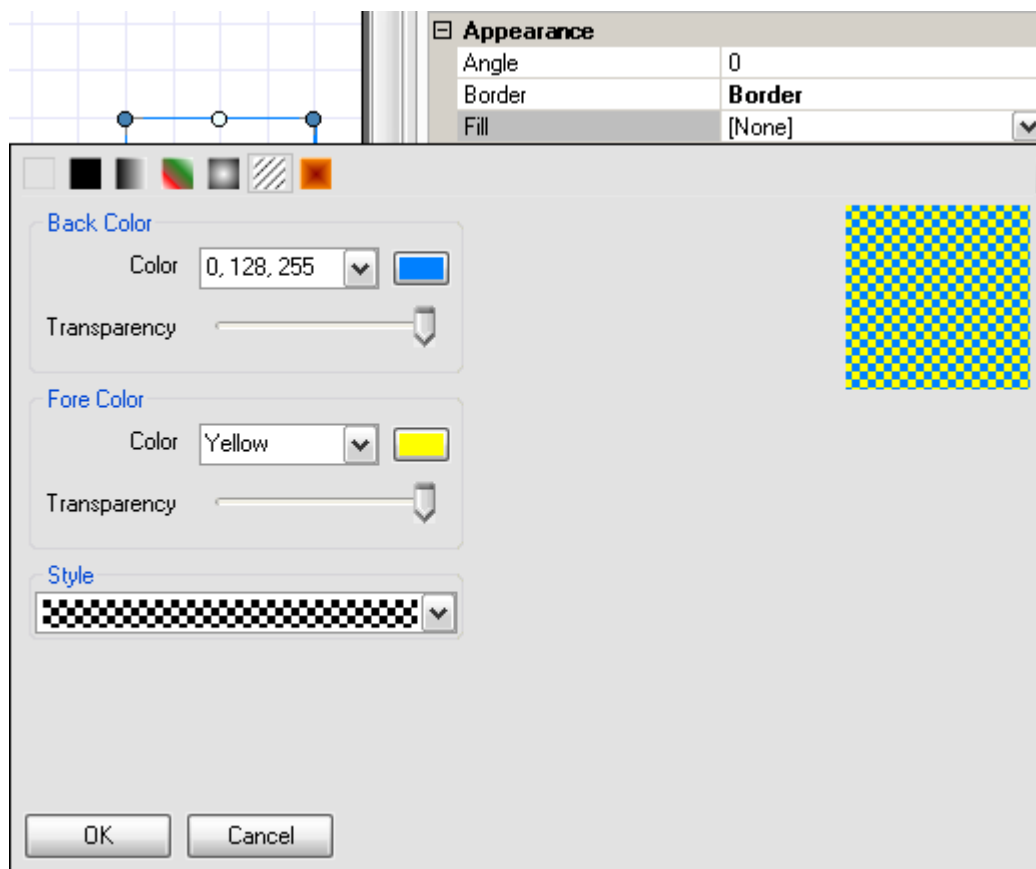 Appearance
Angle 0
Border Border
Fill [None]
Back Color
Color 0, 128, 255
Transparency
Fore Color
Color Yellow
Transparency
Style
OK Cancel